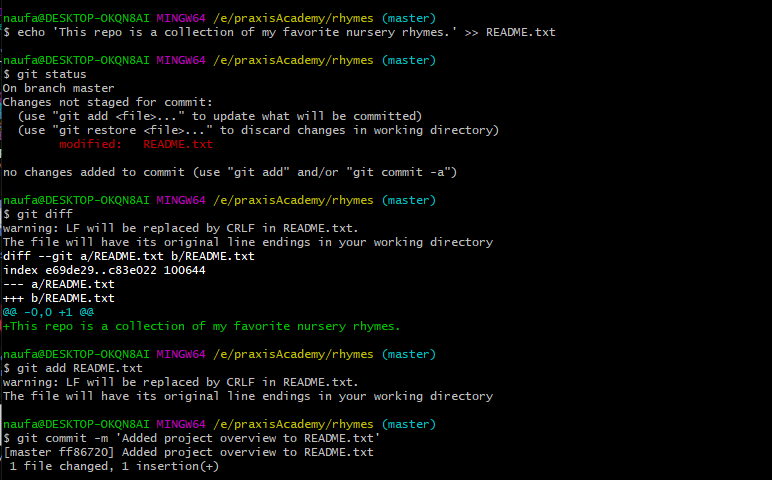 naufa@DESKTOP-OKQN8AI MINGW64 /e/praxisAcademy/rhymes (master)
$ echo 'This repo is a collection of my favorite nursery rhymes.' >> README.txt
naufa@DESKTOP-OKQN8AI MINGW64 /e/praxisAcademy/rhymes (master)
$ git status
On branch master
Changes not staged for commit:
  (use "git add <file>..." to update what will be committed)
  (use "git restore <file>..." to discard changes in working directory)
        modified:   README.txt
no changes added to commit (use "git add" and/or "git commit -a")
naufa@DESKTOP-OKQN8AI MINGW64 /e/praxisAcademy/rhymes (master)
$ git diff
warning: LF will be replaced by CRLF in README.txt.
The file will have its original line endings in your working directory
diff --git a/README.txt b/README.txt
index e69de29..c83e022 100644
--- a/README.txt
+++ b/README.txt
@@ -0,0 +1 @@
+This repo is a collection of my favorite nursery rhymes.
naufa@DESKTOP-OKQN8AI MINGW64 /e/praxisAcademy/rhymes (master)
$ git add README.txt
warning: LF will be replaced by CRLF in README.txt.
The file will have its original line endings in your working directory
naufa@DESKTOP-OKQN8AI MINGW64 /e/praxisAcademy/rhymes (master)
$ git commit -m 'Added project overview to README.txt'
[master ff86720] Added project overview to README.txt
 1 file changed, 1 insertion(+)